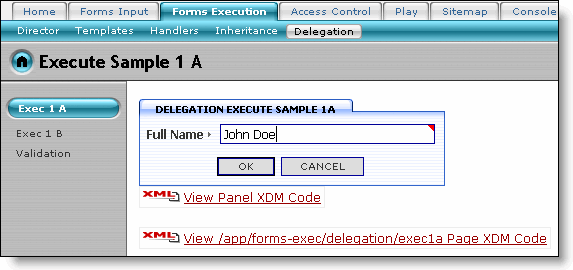 Home Forms Input Forms Execution Access Control Play Sitemap Console
Director Templates Handlers Inheritance Delegation
Execute Sample 1 A
Exec 1 A
Exec 1 B
Validation
DELEGATION EXECUTE SAMPLE 1A
Full Name John Doe
OK CANCEL
XML View Panel XDM Code
XML View /app/forms-exec/delegation/exec1a Page XDM Code